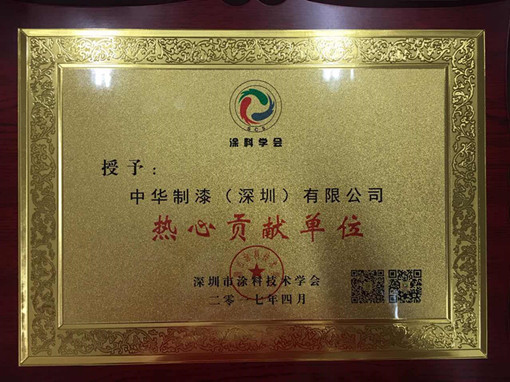 涂料学会
授予：
中华制漆（深圳）有限公司
热心贡献单位
深圳市涂料技术学会
二零一七年四月